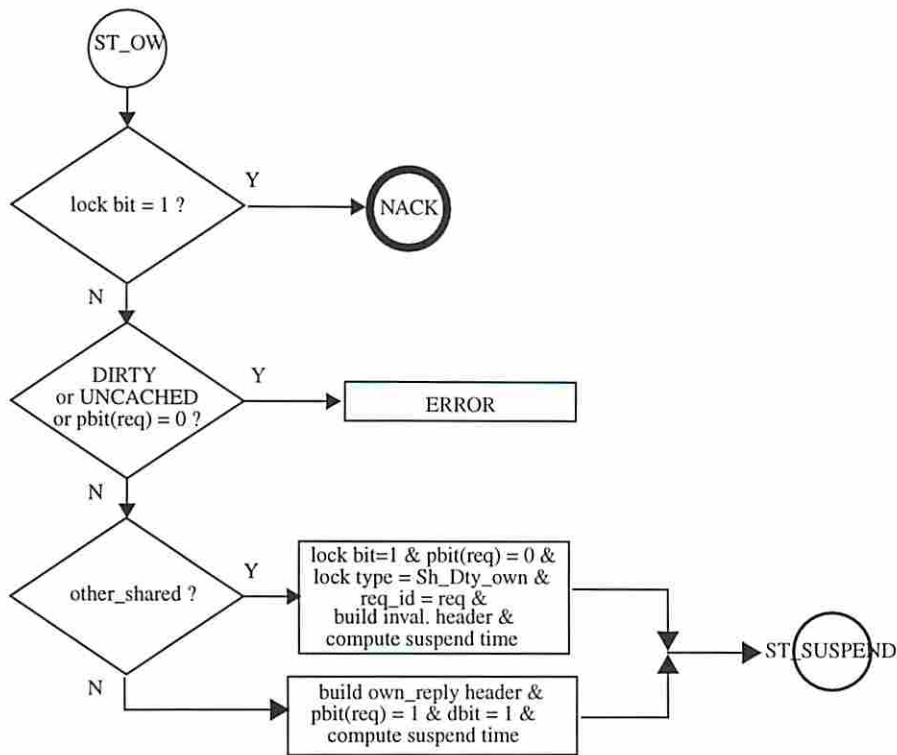 ST_OW
lock bit = 1 ?
Y
NACK
N
DIRTY
or UNCACHED
or pbit(req) = 0 ?
Y
ERROR
N
other_shared ?
Y
lock bit=1 & pbit(req) = 0 &
lock type = Sh_Dty_own &
req_id = req &
build inval. header &
compute suspend time
ST_SUSPEND
N
build own_reply header &
pbit(req) = 1 & dbit = 1 &
compute suspend time